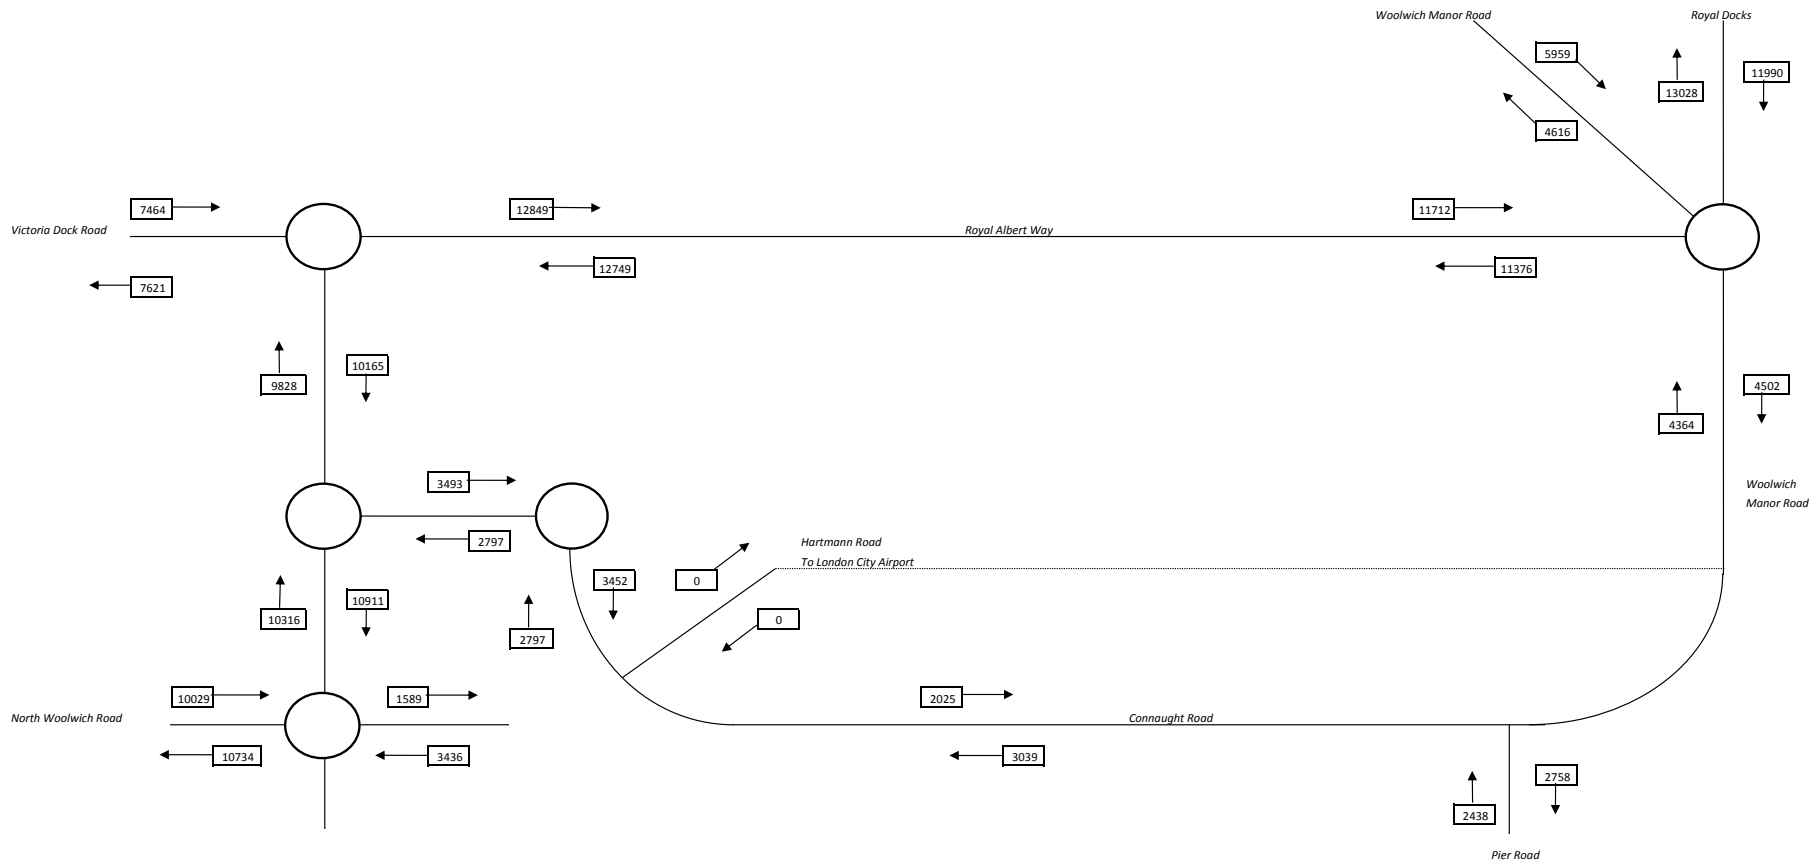 Woolwich Manor Road
Royal Docks
5959
11990
13028
4616
7464
12849
11712
Victoria Dock Road
Royal Albert Way
12749
11376
7621
10165
9828
4502
4364
3493
Woolwich
Manor Road
2797
Hartmann Road
To London City Airport
3452
0
10911
10316
0
2797
10029
1589
2025
North Woolwich Road
Connaught Road
10734
3436
3039
2758
2438
Pier Road